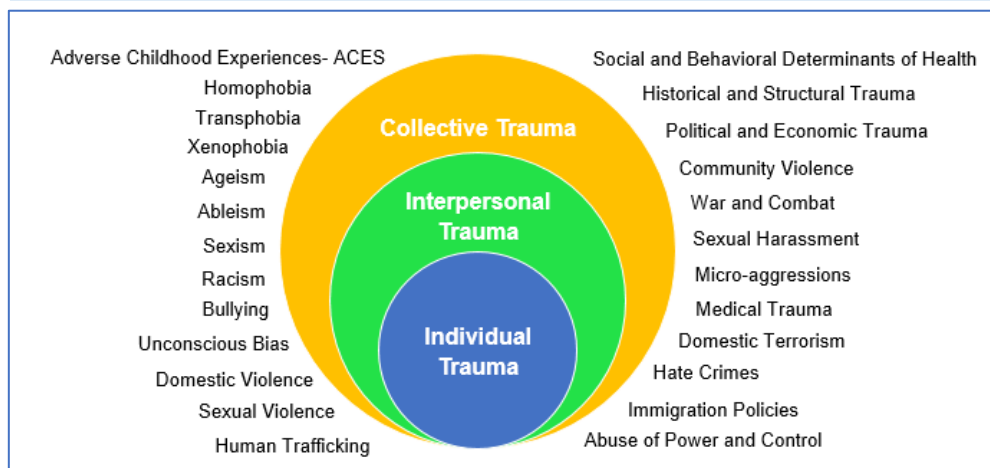 Adverse Childhood Experiences- ACES
Homophobia
Transphobia
Xenophobia
Ageism
Ableism
Sexism
Racism
Bullying
Unconscious Bias
Domestic Violence
Sexual Violence
Human Trafficking
Collective Trauma
Interpersonal
Trauma
Individual
Trauma
Social and Behavioral Determinants of Health
Historical and Structural Trauma
Political and Economic Trauma
Community Violence
War and Combat
Sexual Harassment
Micro-aggressions
Medical Trauma
Domestic Terrorism
Hate Crimes
Immigration Policies
Abuse of Power and Control